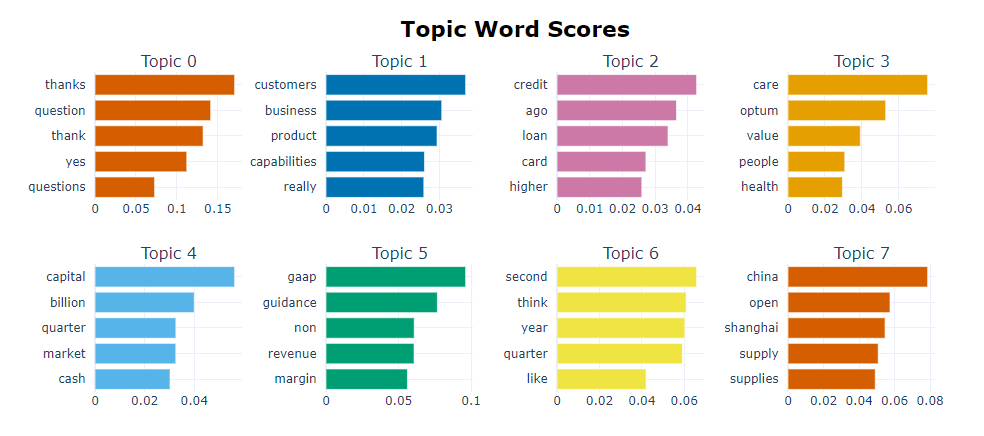 Topic Word Scores
Topic 0
thanks
question
thank
yes
questions
0 0.05 0.1 0.15
Topic 1
customers
business
product
capabilities
really
0 0.01 0.02 0.03
Topic 2
credit
ago
loan
card
higher
0 0.01 0.02 0.03 0.04
Topic 3
care
optum
value
people
health
0 0.02 0.04 0.06
Topic 4
capital
billion
quarter
market
cash
0 0.02 0.04
Topic 5
gaap
guidance
non
revenue
margin
0 0.05 0.1
Topic 6
second
think
year
quarter
like
0 0.02 0.04 0.06
Topic 7
china
open
shanghai
supply
supplies
0 0.02 0.04 0.06 0.08